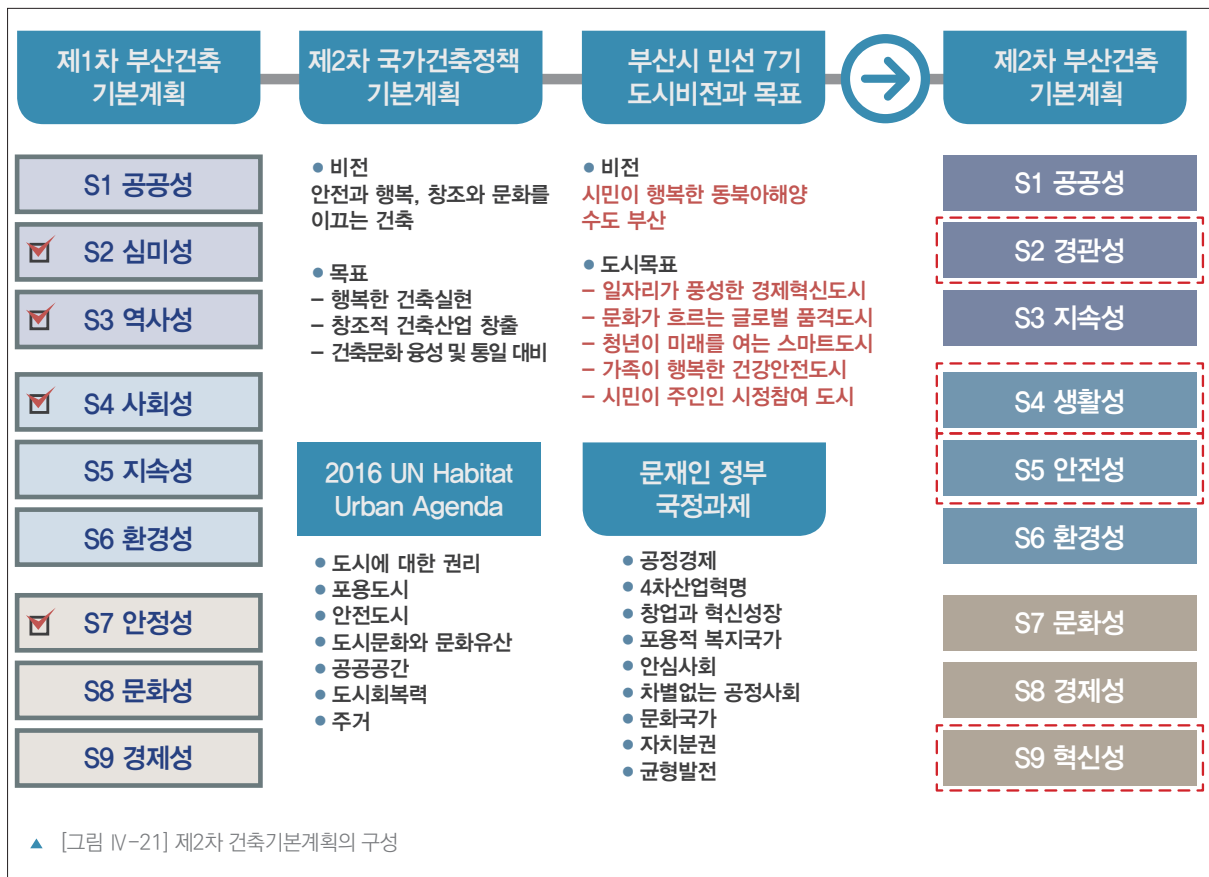 제1차 부산건축
기본계획
제2차 국가건축정책
기본계획
부산시 민선 7기
도시비전과 목표
제2차 부산건축
기본계획
S1 공공성
S2 심미성
S3 역사성
S4 사회성
S5 지속성
S6 환경성
S7 안정성
S8 문화성
S9 경제성
● 비전
안전과 행복, 창조와 문화를
이끄는 건축
● 목표
– 행복한 건축실현
– 창조적 건축산업 창출
– 건축문화 융성 및 통일 대비
2016 UN Habitat
Urban Agenda
● 도시에 대한 권리
● 포용도시
● 안전도시
● 도시문화와 문화유산
● 공공공간
● 도시회복력
● 주거
● 비전
시민이 행복한 동북아해양
수도 부산
● 도시목표
– 일자리가 풍성한 경제혁신도시
– 문화가 흐르는 글로벌 품격도시
– 청년이 미래를 여는 스마트도시
– 가족이 행복한 건강안전도시
– 시민이 주인인 시정참여 도시
문재인 정부
국정과제
● 공정경제
● 4차산업혁명
● 창업과 혁신성장
● 포용적 복지국가
● 안심사회
● 차별없는 공정사회
● 문화국가
● 자치분권
● 균형발전
S1 공공성
S2 경관성
S3 지속성
S4 생활성
S5 안전성
S6 환경성
S7 문화성
S8 경제성
S9 혁신성
▲ [그림 Ⅳ-21] 제2차 건축기본계획의 구성